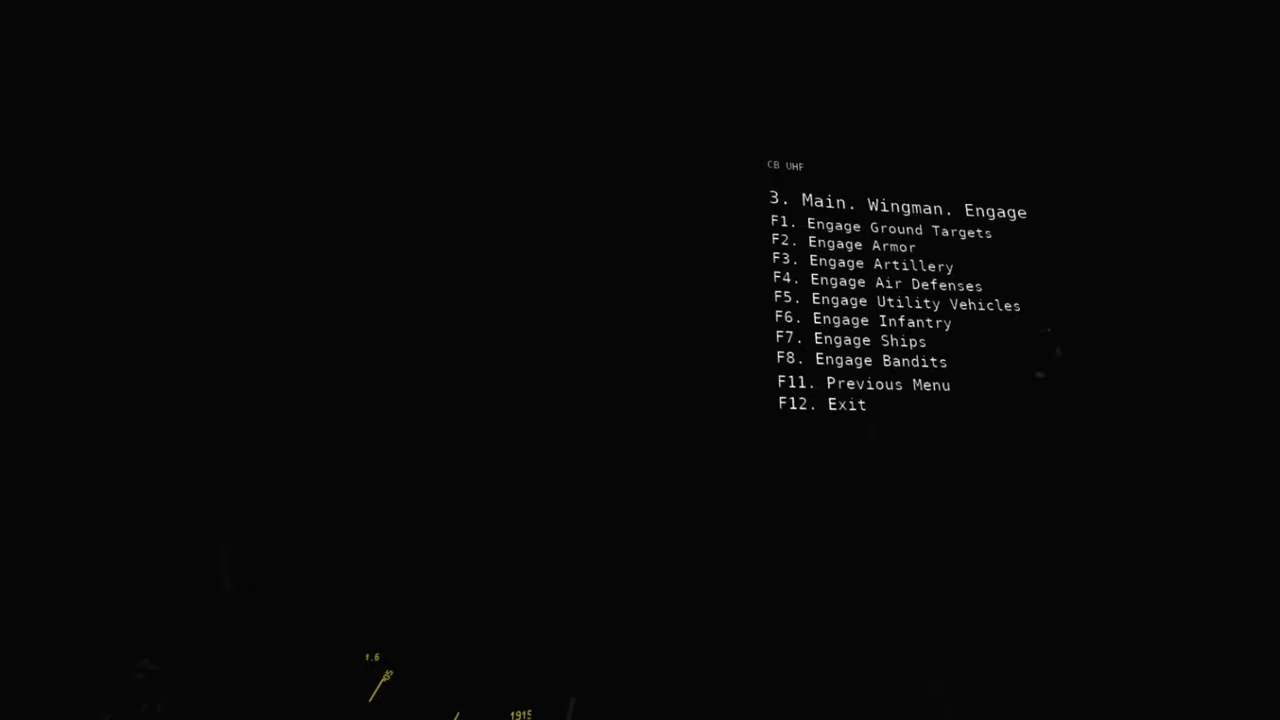 CB UHF
3. Main. Wingman. Engage
F1. Engage Ground Targets
F2. Engage Armor
F3. Engage Artillery
F4. Engage Air Defenses
F5. Engage Utility Vehicles
F6. Engage Infantry
F7. Engage Ships
F8. Engage Bandits
F11. Previous Menu
F12. Exit
05
1915